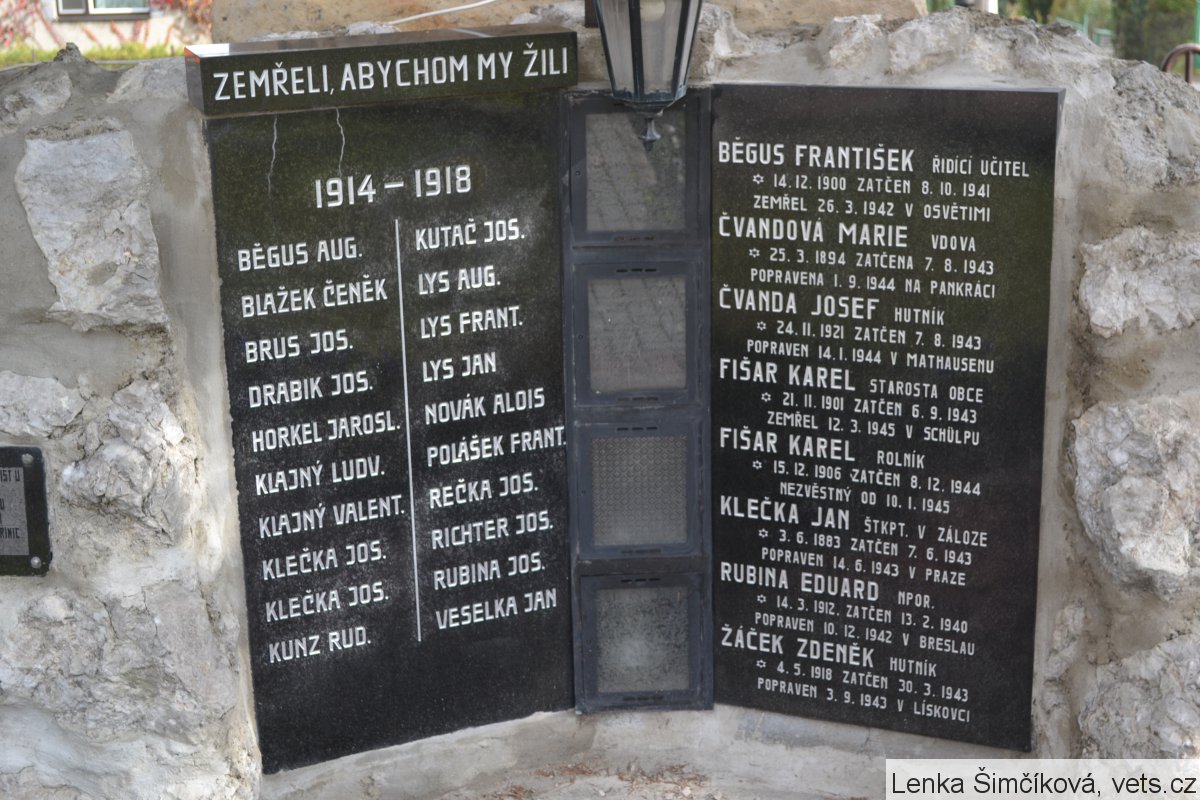 ZEMŘELI, ABYCHOM MY ŽILI
1914 – 1918
BĚGUS AUG.
BLAŽEK ČENĚK
BRUS JOS.
DRABIK JOS.
HORKEL JAROSL.
KLAJNÝ LUDV.
KLAJNÝ VALENT.
KLEČKA JOS.
KLEČKA JOS.
KUNZ RUD.
KUTAČ JOS.
LYS AUG.
LYS FRANT.
LYS JAN
NOVÁK ALOIS
POLÁŠEK FRANT.
REČKA JOS.
RICHTER JOS.
RUBINA JOS.
VESELKA JAN
BĚGUS FRANTIŠEK ŘIDÍCÍ UČITEL
✡ 14. 12. 1900 ZATČEN 8. 10. 1941
ZEMŘEL 26. 3. 1942 V OSVĚTIMI
ČVANDOVÁ MARIE VDOVA
✡ 25. 3. 1894 ZATČENA 7. 8. 1943
POPRAVENA 1. 9. 1944 NA PANKRÁCI
ČVANDA JOSEF HUTNÍK
✡ 24. 11. 1921 ZATČEN 7. 8. 1943
POPRAVEN 14. 1. 1944 V MATHAUSENU
FIŠAR KAREL STAROSTA OBCE
✡ 21. 11. 1901 ZATČEN 6. 9. 1943
ZEMŘEL 12. 3. 1945 V SCHÜLPU
FIŠAR KAREL ROLNÍK
✡ 15. 12. 1906 ZATČEN 8. 12. 1944
NEZVĚSTNÝ OD 10. 1. 1945
KLEČKA JAN ŠTKPT. V ZÁLOZE
✡ 3. 6. 1883 ZATČEN 7. 6. 1943
POPRAVEN 14. 6. 1943 V PRAZE
RUBINA EDUARD NPOR.
✡ 14. 3. 1912. ZATČEN 13. 2. 1940
POPRAVEN 10. 12. 1942 V BRESLAU
ŽÁČEK ZDENĚK HUTNÍK
✡ 4. 5. 1918 ZATČEN 30. 3. 1943
POPRAVEN 3. 9. 1943 V LÍSKOVCI
Lenka Šimčíková, vets.cz